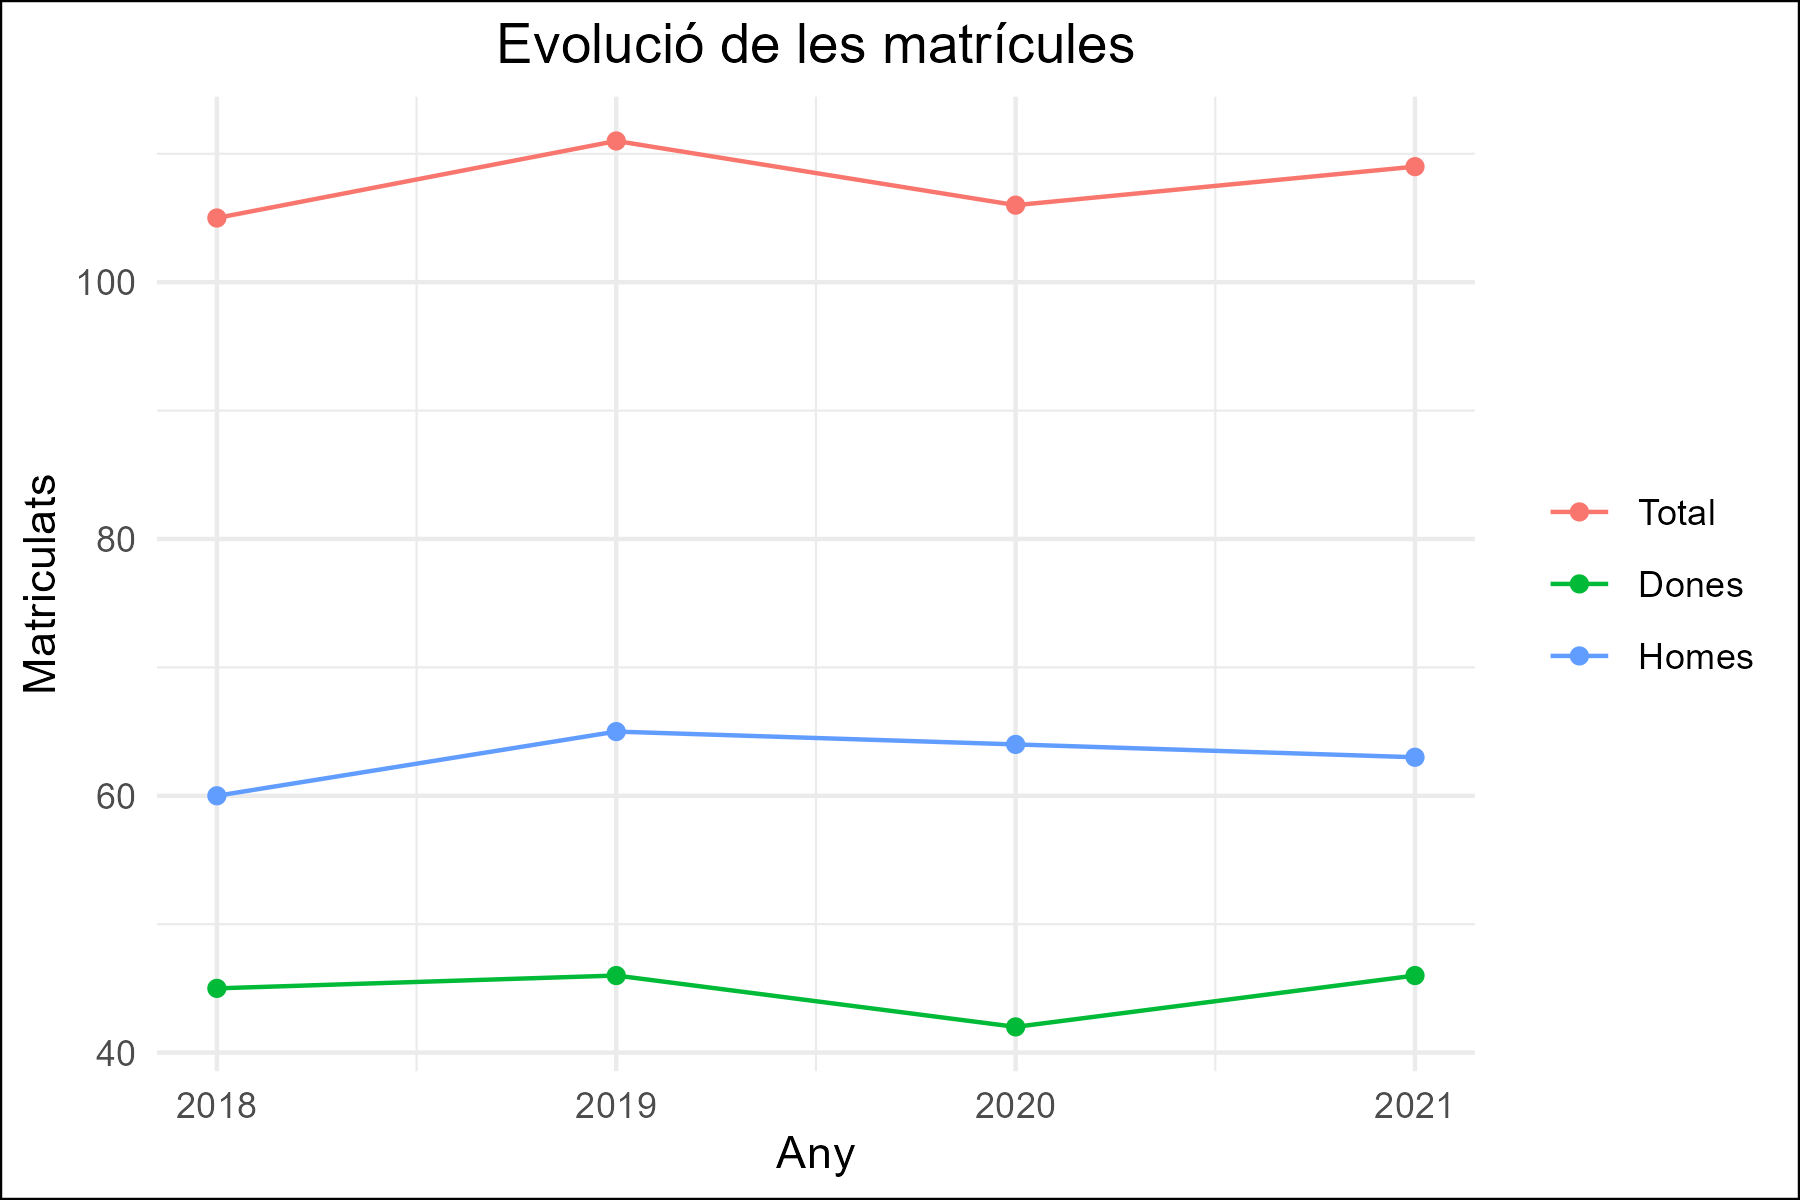 Evolució de les matrícules
Matriculats
100
80
60
40
2018
2019
2020
2021
Any
Total
Dones
Homes